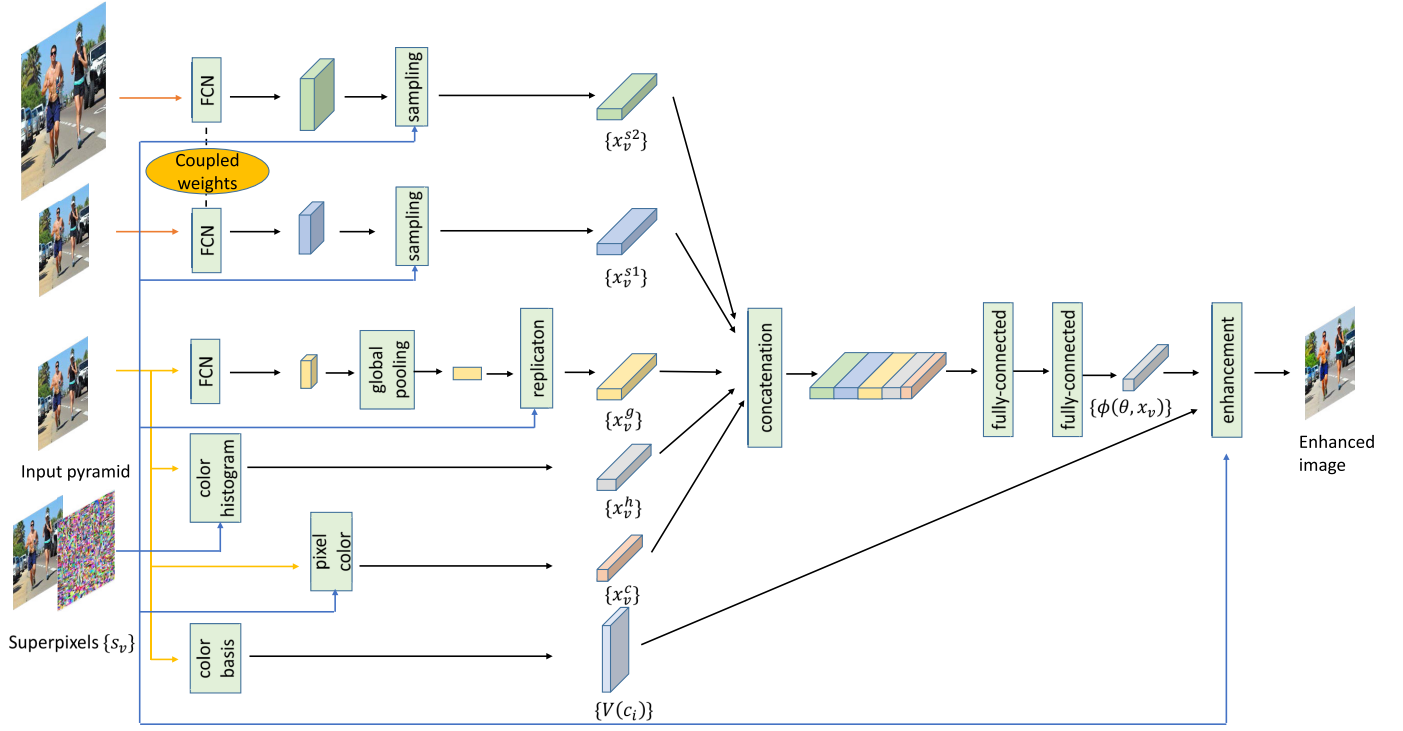 FCN
sampling
{x_v^{s2}}
Coupled
weights
FCN
sampling
{x_v^{s1}}
FCN
global
pooling
replicaton
{x_v^g}
concatenation
fully-connected
fully-connected
{ϕ(θ, x_v)}
enhancement
Enhanced
image
Input pyramid
color
histogram
{x_v^h}
pixel
color
{x_v^c}
Superpixels {s_v}
color
basis
{V(c_i)}